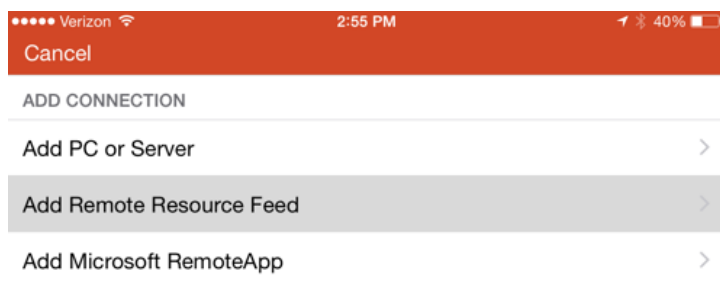 Verizon 2:55 PM 40%
Cancel
ADD CONNECTION
Add PC or Server
Add Remote Resource Feed
Add Microsoft RemoteApp